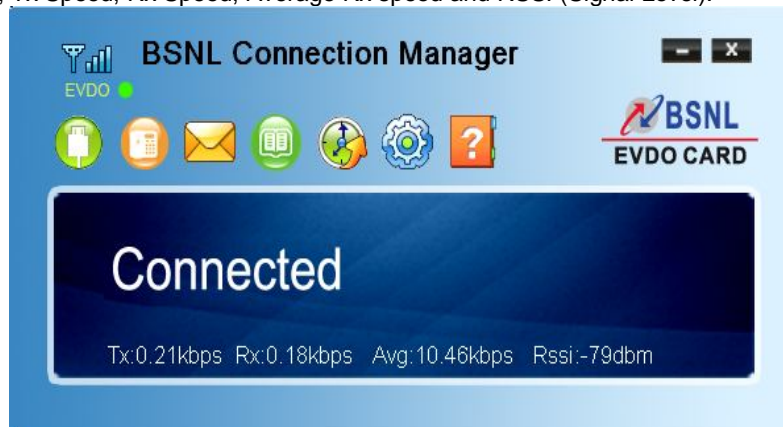 BSNL Connection Manager
EVDO
BSNL
EVDO CARD
Connected
Tx:0.21kbps Rx:0.18kbps Avg:10.46kbps Rssi:-79dbm